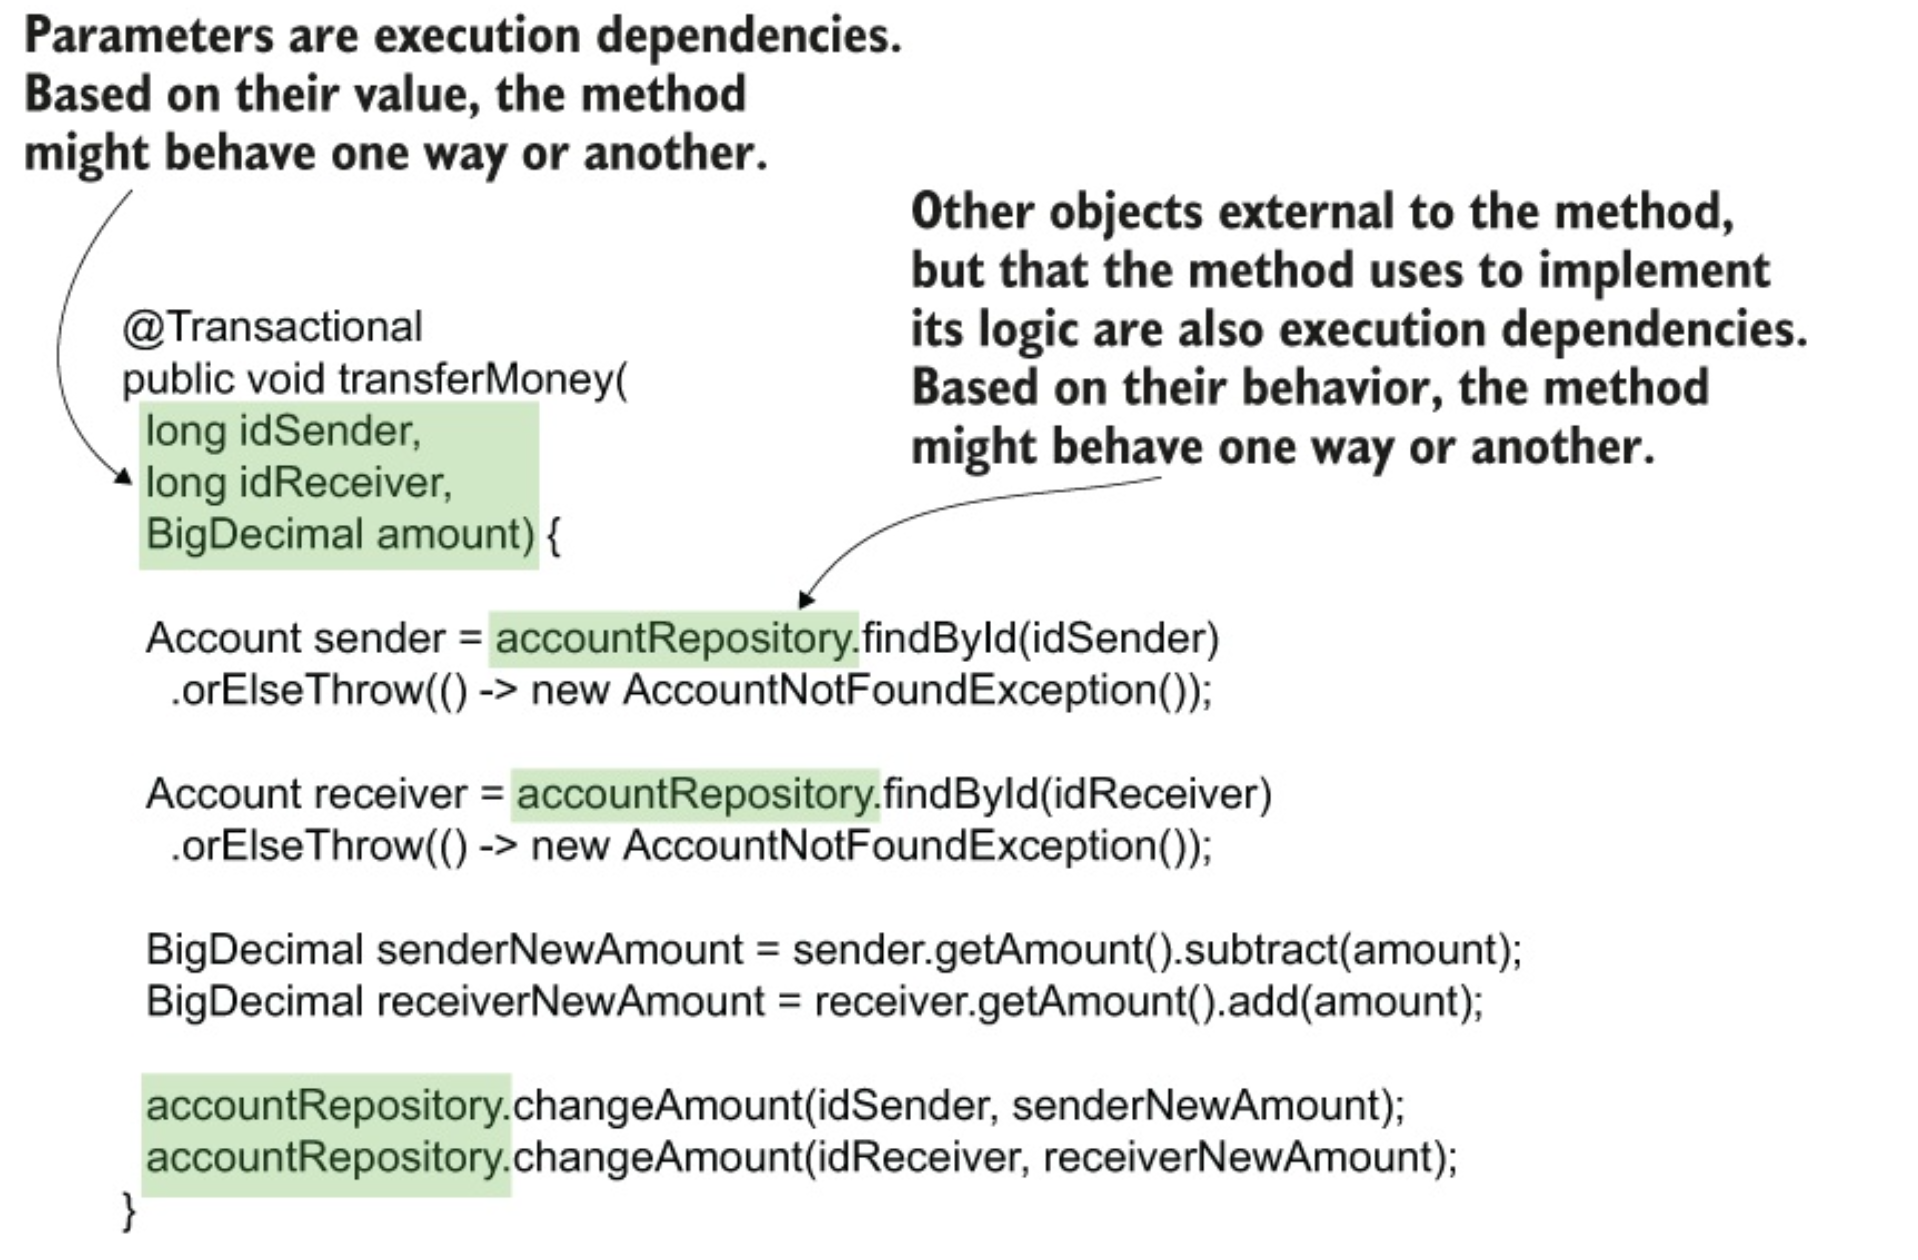 Parameters are execution dependencies.
Based on their value, the method
might behave one way or another.
Other objects external to the method,
but that the method uses to implement
its logic are also execution dependencies.
Based on their behavior, the method
might behave one way or another.
@Transactional
public void transferMoney(
long idSender,
long idReceiver,
BigDecimal amount) {
Account sender = accountRepository.findById(idSender)
.orElseThrow(() -> new AccountNotFoundException());
Account receiver = accountRepository.findById(idReceiver)
.orElseThrow(() -> new AccountNotFoundException());
BigDecimal senderNewAmount = sender.getAmount().subtract(amount);
BigDecimal receiverNewAmount = receiver.getAmount().add(amount);
accountRepository.changeAmount(idSender, senderNewAmount);
accountRepository.changeAmount(idReceiver, receiverNewAmount);
}